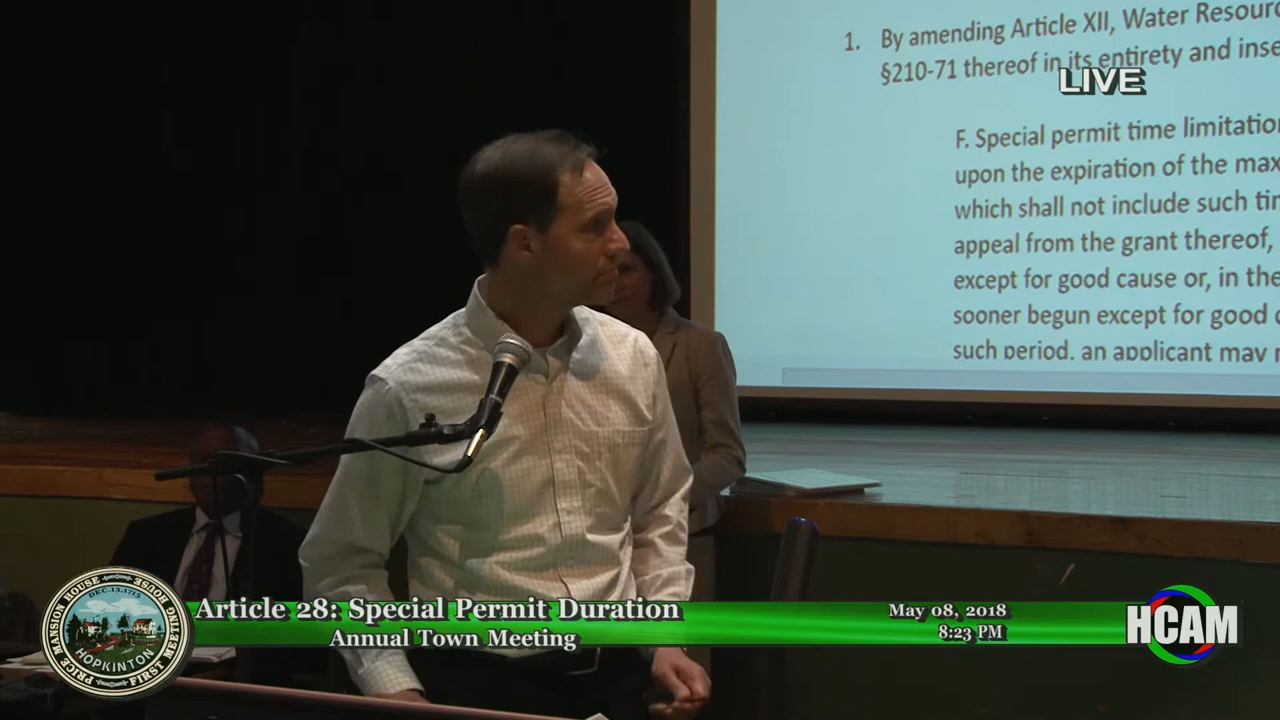 1. By amending Article XII, Water Resourc
§210-71 thereof in its entirety and inse
LIVE
F. Special permit time limitatio
upon the expiration of the max
which shall not include such tin
appeal from the grant thereof,
except for good cause or, in the
sooner begun except for good c
such period, an applicant may
Article 28: Special Permit Duration
Annual Town Meeting
May 08, 2018
8:23 PM
HCAM
PRICE MANSION HOUSE
FIRST MEETING HOUSE
DEC. 13. 1715
HOPKINTON